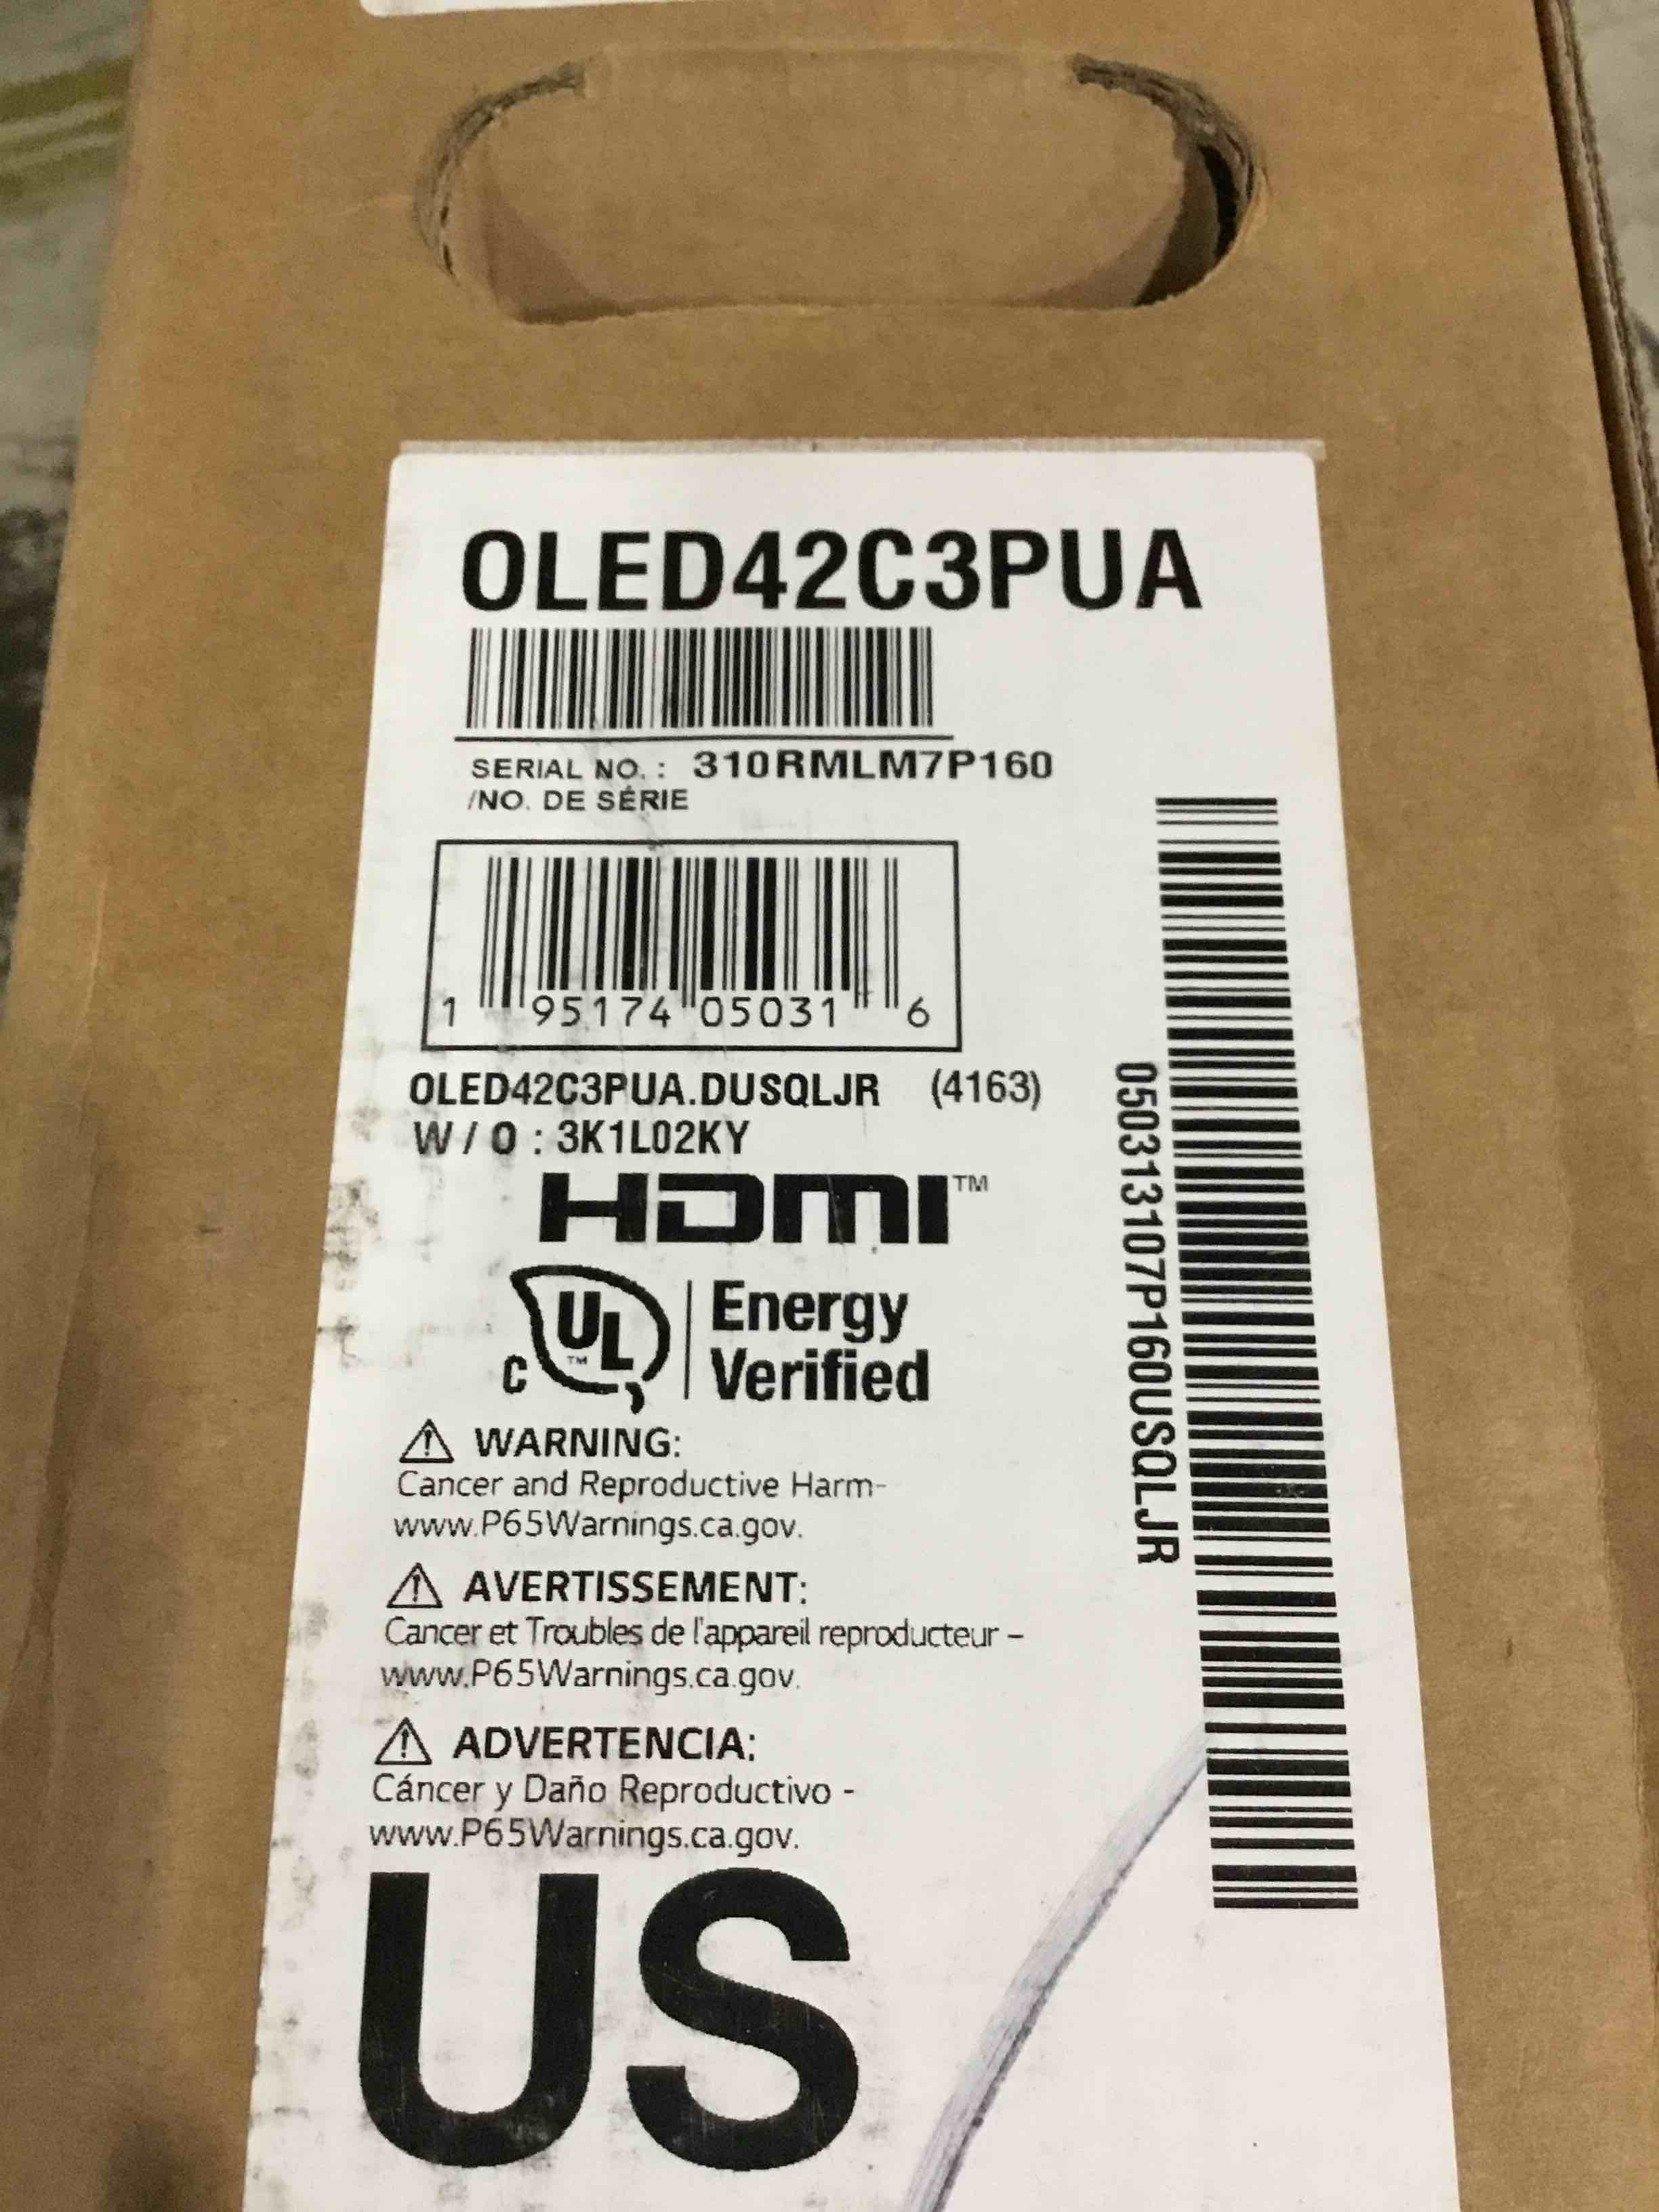 OLED42C3PUA
SERIAL NO. : 310RMLM7P160
/NO. DE SÉRIE
1 95174 05031 6
OLED42C3PUA.DUSQLJR (4163)
W / O : 3K1L02KY
HDMI™
C UL™ Energy
Verified
⚠ WARNING:
Cancer and Reproductive Harm-
www.P65Warnings.ca.gov.
⚠ AVERTISSEMENT:
Cancer et Troubles de l'appareil reproducteur –
www.P65Warnings.ca.gov.
⚠ ADVERTENCIA:
Cáncer y Daño Reproductivo -
www.P65Warnings.ca.gov.
US
050313107P160USQLJR